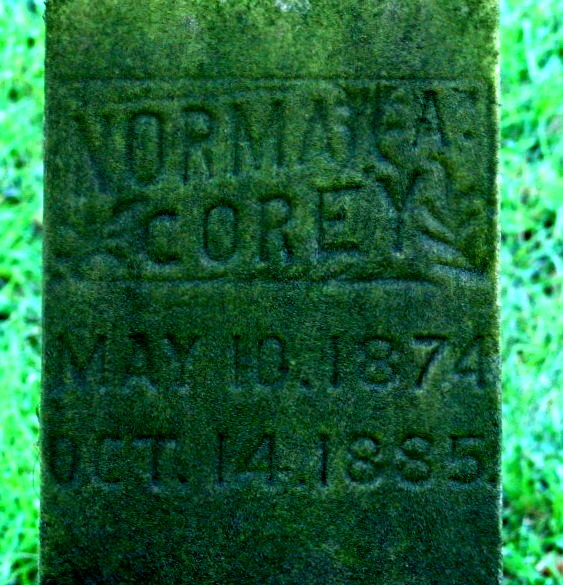 NORMA
COREY
MAY 10. 1874
OCT. 14. 1885.